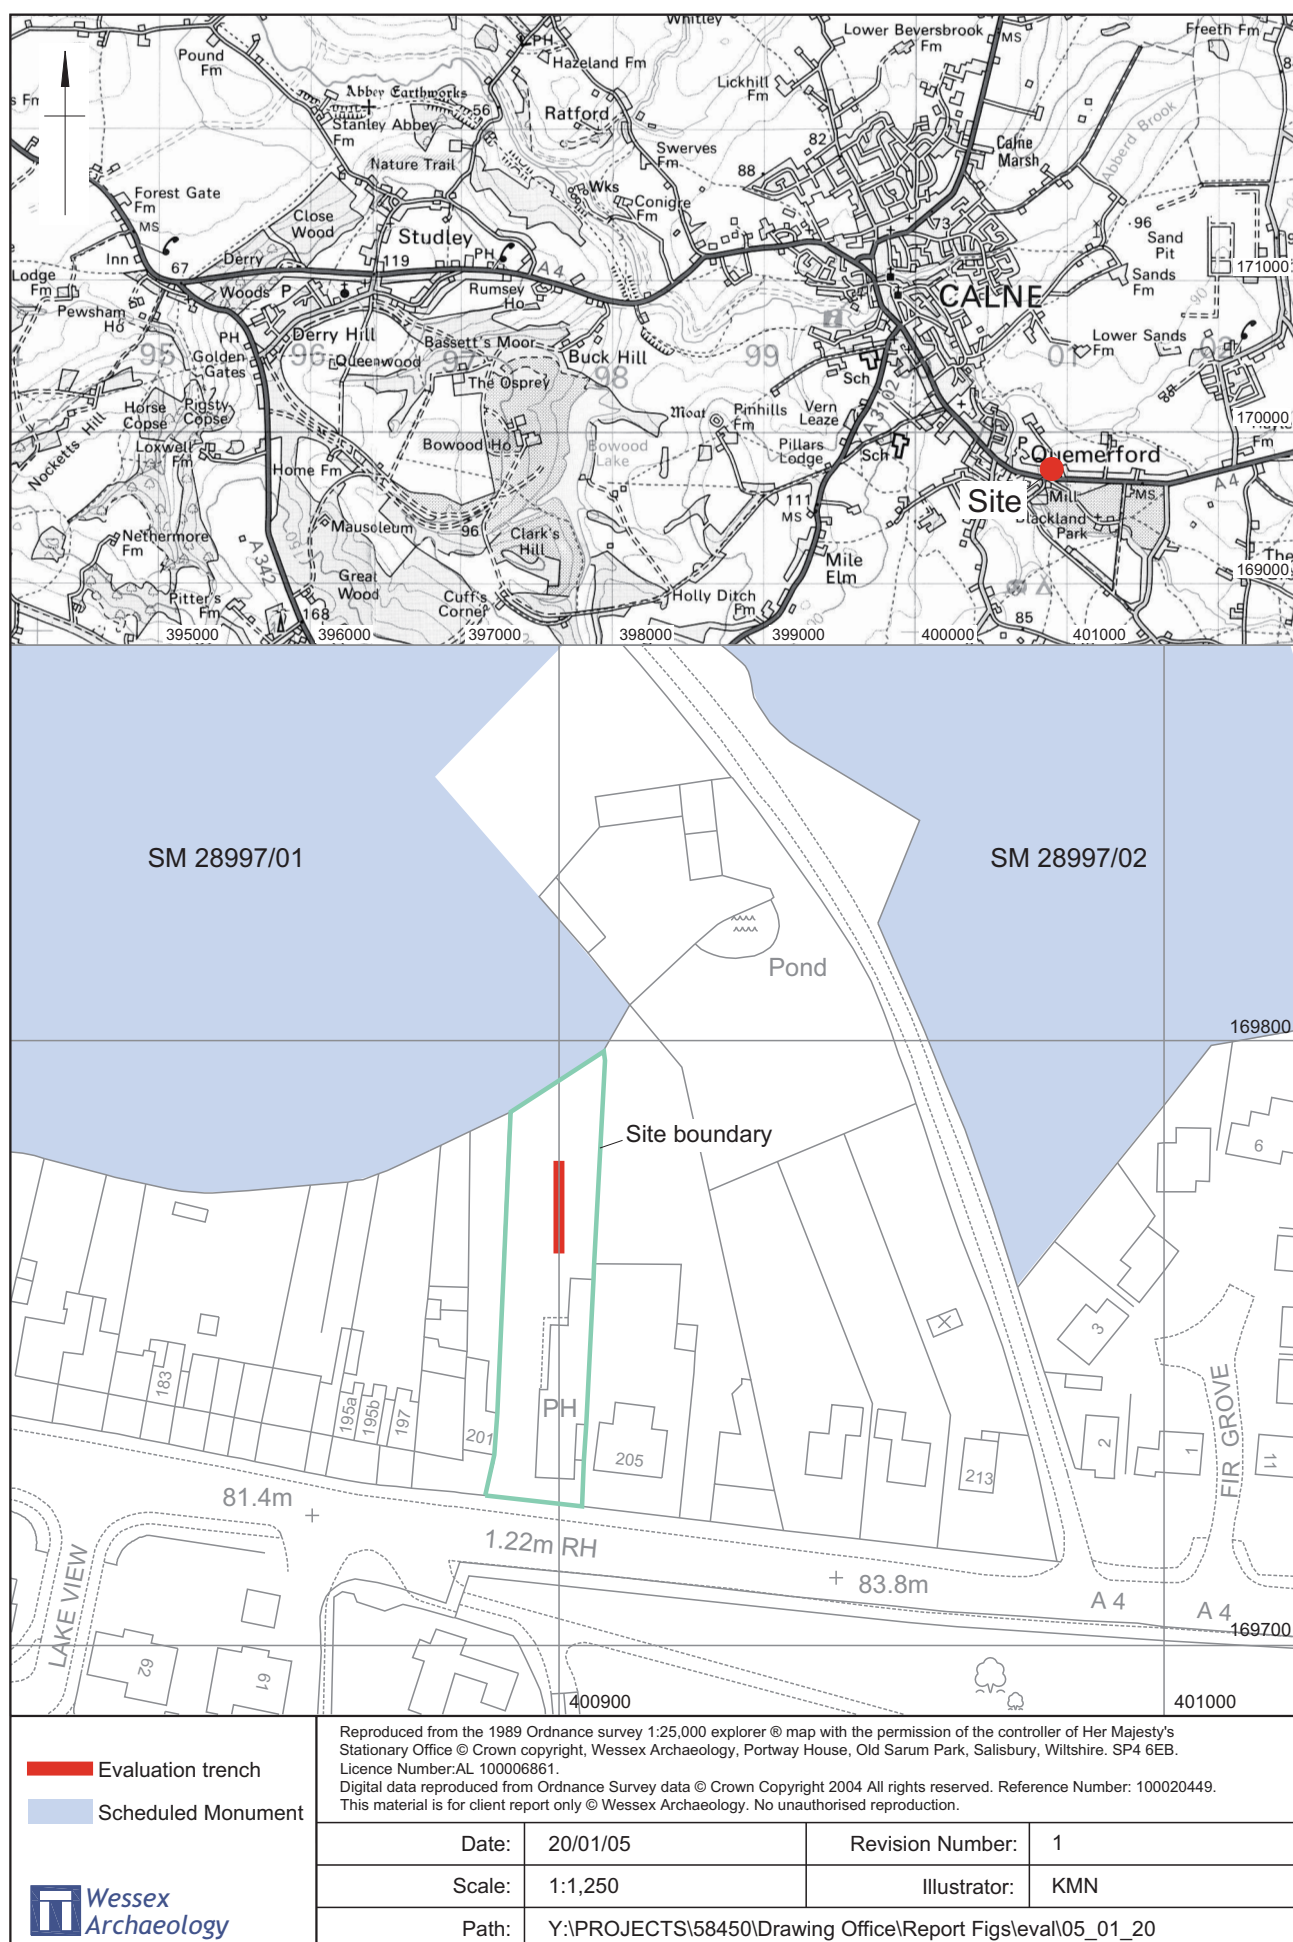 Whitley
Lower Beversbrook
Fm
Freeth Fm
MS
PH
Pound
Fm
Hazeland Fm
Lickhill
Fm
Abbey Earthworks
56
Stanley Abbey
Fm
Ratford
82
Calne
Marsh
Abberd Brook
Nature Trail
Swerves
Fm
88
Forest Gate
Fm
MS
Close
Wood
Wks
Conigre
Fm
Studley
PH
73
96
Sand
Pit
Inn
67
Derry
119
A 4
171000
Lodge
Fm
Woods
P
Rumsey
Ho
CALNE
Sands
Fm
90
Pewsham
Ho
PH
Derry Hill
Bassett's Moor
Lower Sands
Fm
95
Golden
Gates
96
Queenwood
97
Buck Hill
98
99
01
02
The Osprey
Sch
Horse
Copse
Pigsty
Copse
Moat
Pinhills
Fm
Vern
Leaze
A3102
170000
Nocketts Hill
Loxwell
Fm
Bowood Ho
Bowood
Lake
Pillars
Lodge
Sch
P
Quemerford
Fm
Home Fm
A 4
Site
Mill
MS
Mausoleum
96
111
MS
Blackland
Park
Nethermore
Fm
Clark's
Hill
A342
Mile
Elm
The
169000
Great
Wood
Pitter's
Fm
168
Cuff's
Corner
Holly Ditch
Fm
90
85
395000
396000
397000
398000
399000
400000
401000
SM 28997/01
SM 28997/02
Pond
169800
Site boundary
6
3
183
195a
195b
197
201
PH
205
213
2
1
11
FIR GROVE
81.4m
1.22m RH
83.8m
A 4
A 4
LAKE VIEW
169700
62
61
400900
401000
Evaluation trench
Scheduled Monument
Wessex
Archaeology
Reproduced from the 1989 Ordnance survey 1:25,000 explorer ® map with the permission of the controller of Her Majesty's
Stationary Office © Crown copyright, Wessex Archaeology, Portway House, Old Sarum Park, Salisbury, Wiltshire. SP4 6EB.
Licence Number:AL 100006861.
Digital data reproduced from Ordnance Survey data © Crown Copyright 2004 All rights reserved. Reference Number: 100020449.
This material is for client report only © Wessex Archaeology. No unauthorised reproduction.
Date: 20/01/05 Revision Number: 1
Scale: 1:1,250 Illustrator: KMN
Path: Y:\PROJECTS\58450\Drawing Office\Report Figs\eval\05_01_20